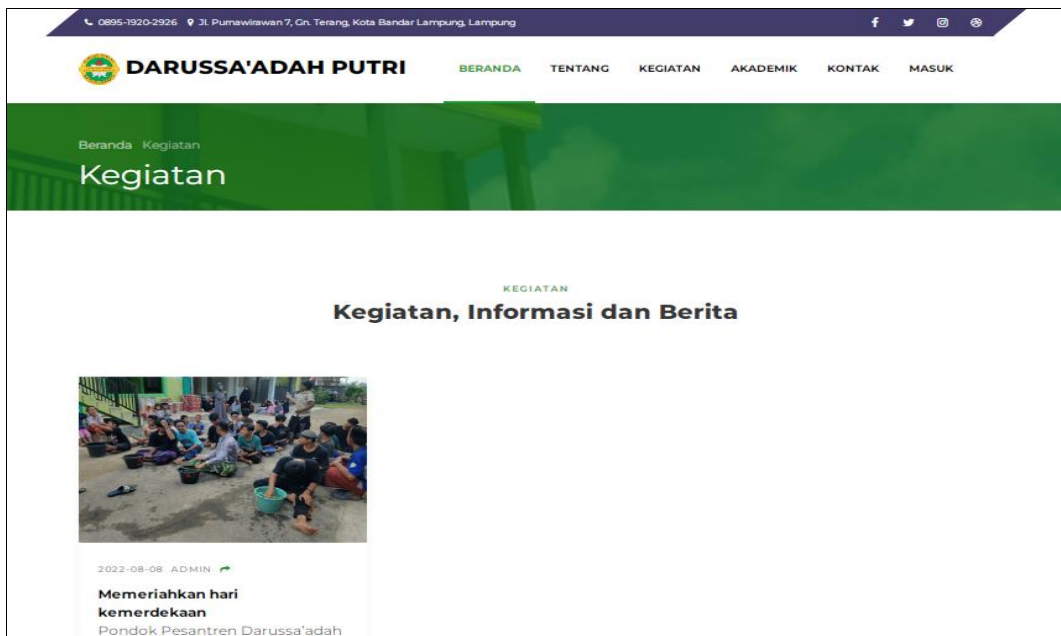 0895-1920-2926 Jl. Purnawirawan 7, Gn. Terang, Kota Bandar Lampung, Lampung
DARUSSA'ADAH PUTRI BERANDA TENTANG KEGIATAN AKADEMIK KONTAK MASUK
Beranda Kegiatan
Kegiatan
KEGIATAN
Kegiatan, Informasi dan Berita
2022-08-08 ADMIN
Memeriahkan hari
kemerdekaan
Pondok Pesantren Darussa'adah